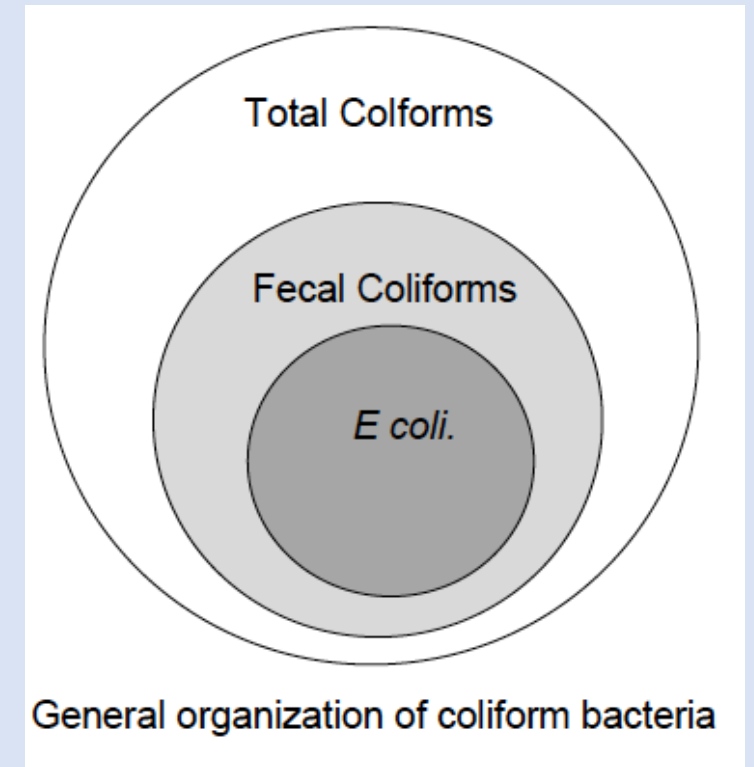 Total Colforms
Fecal Coliforms
E coli.
General organization of coliform bacteria